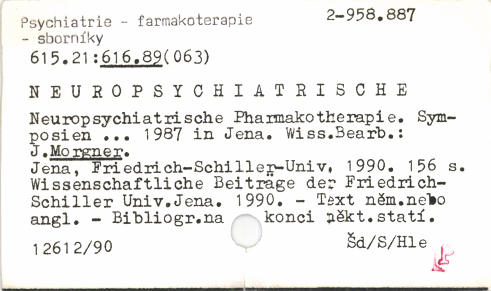 Psychiatrie - farmakoterapie
- sborníky
2-958.887
615.21:616.89(063)
NEUROPSYCHIATRISCHE
Neuropsychiatrische Pharmakotherapie. Sym-
posien ... 1987 in Jena. Wiss.Bearb.:
J.Morgner.
Jena, Friedrich-Schiller-Univ. 1990. 156 s.
Wissenschaftliche Beiträge der Friedrich-
Schiller Univ.Jena. 1990. - Text něm.nebo
angl. - Bibliogr.na konci někt.statí.
12612/90
Šd/S/Hle